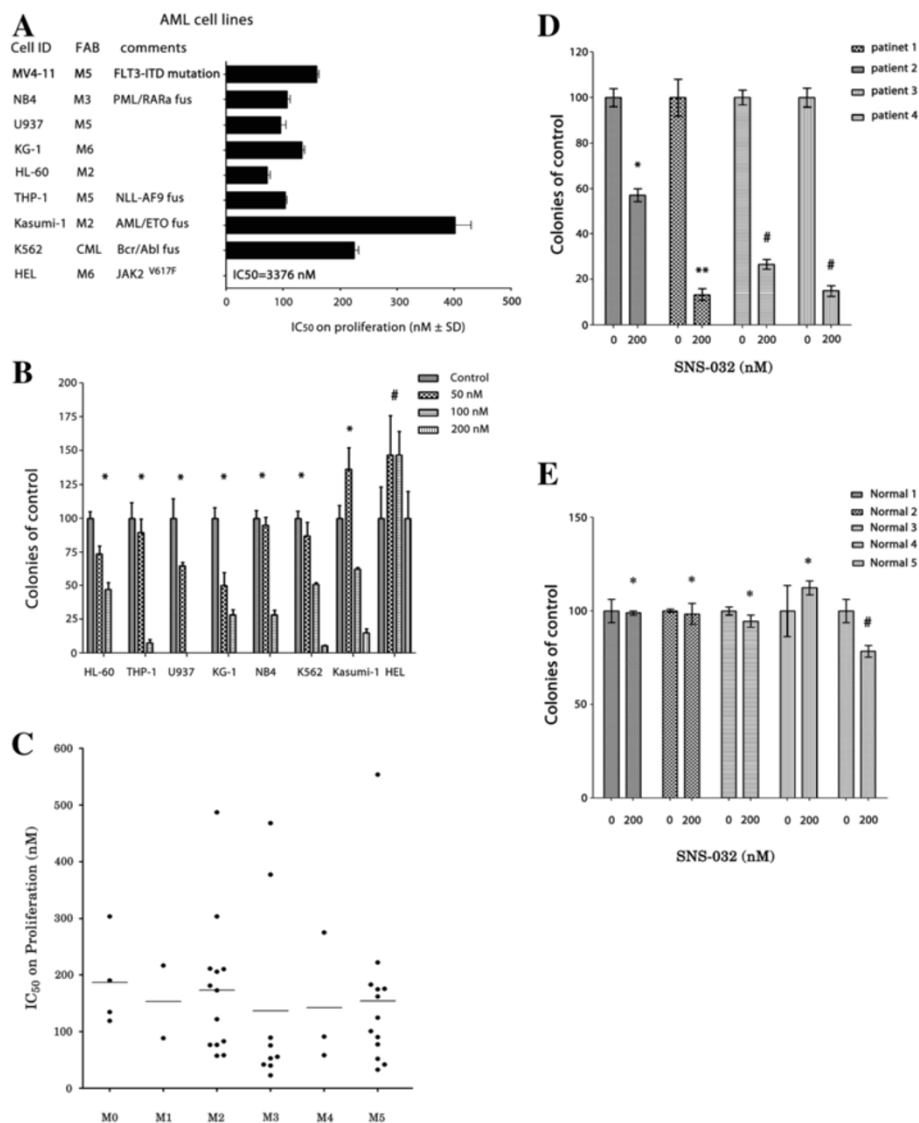 A
AML cell lines
Cell ID FAB comments
MV4-11 M5 FLT3-ITD mutation
NB4 M3 PML/RARa fus
U937 M5
KG-1 M6
HL-60 M2
THP-1 M5 NLL-AF9 fus
Kasumi-1 M2 AML/ETO fus
K562 CML Bcr/Abl fus
HEL M6 JAK2 V617F IC50=3376 nM
0 100 200 300 400 500
IC50 on proliferation (nM ± SD)
B
Colonies of control
200
175
150
125
100
75
50
25
0
Control
50 nM
100 nM
200 nM
* * * * * * * #
HL-60 THP-1 U937 KG-1 NB4 K562 Kasumi-1 HEL
C
IC50 on Proliferation (nM)
600
500
400
300
200
100
0
M0 M1 M2 M3 M4 M5
D
Colonies of control
120
100
80
60
40
20
0
patinet 1
patient 2
patient 3
patient 4
* ** # #
0 200 0 200 0 200 0 200
SNS-032 (nM)
E
Colonies of control
150
100
50
0
Normal 1
Normal 2
Normal 3
Normal 4
Normal 5
* * * * #
0 200 0 200 0 200 0 200 0 200
SNS-032 (nM)